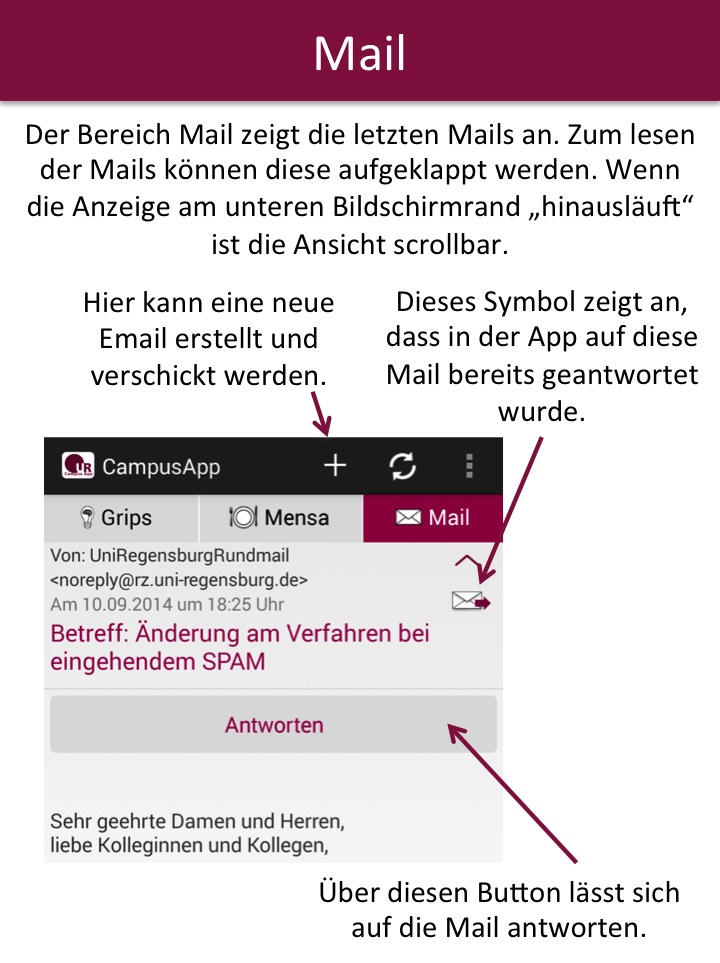 Mail
Der Bereich Mail zeigt die letzten Mails an. Zum lesen
der Mails können diese aufgeklappt werden. Wenn
die Anzeige am unteren Bildschirmrand „hinausläuft“
ist die Ansicht scrollbar.
Hier kann eine neue
Email erstellt und
verschickt werden.
Dieses Symbol zeigt an,
dass in der App auf diese
Mail bereits geantwortet
wurde.
UR
Campus App
CampusApp
Grips
Mensa
Mail
Von: UniRegensburgRundmail
<noreply@rz.uni-regensburg.de>
Am 10.09.2014 um 18:25 Uhr
Betreff: Änderung am Verfahren bei
eingehendem SPAM
Antworten
Sehr geehrte Damen und Herren,
liebe Kolleginnen und Kollegen,
Über diesen Button lässt sich
auf die Mail antworten.